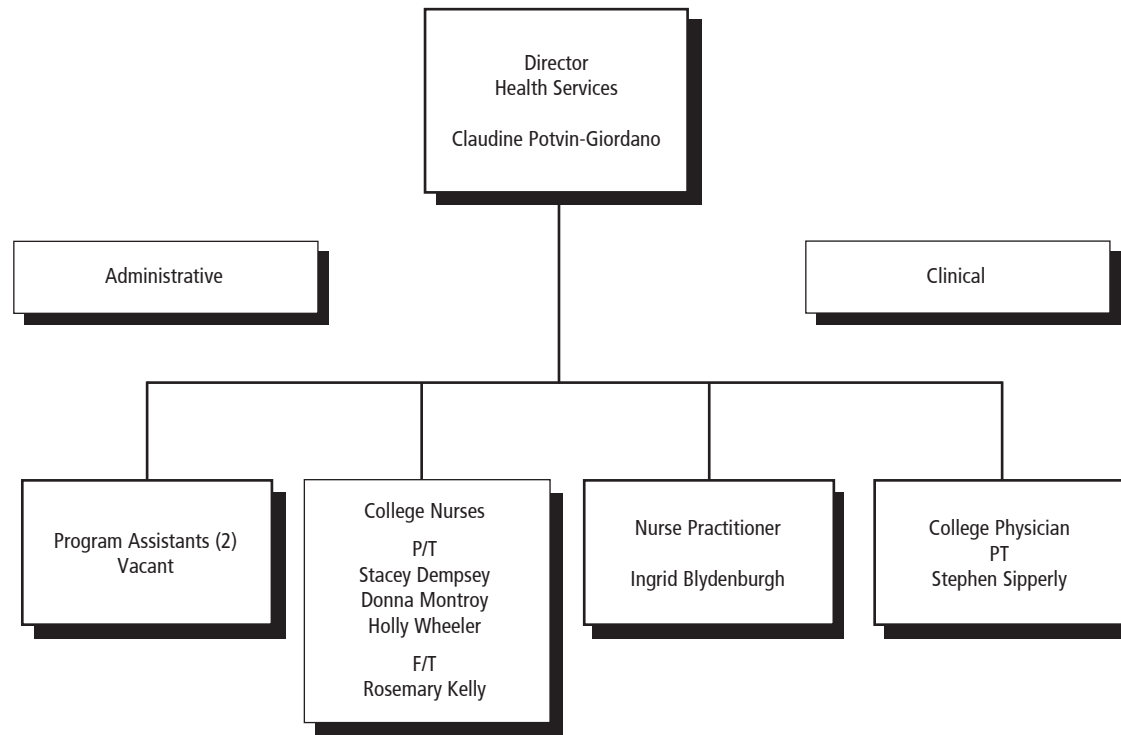 Director
Health Services
Claudine Potvin-Giordano
Administrative
Clinical
Program Assistants (2)
Vacant
College Nurses
P/T
Stacey Dempsey
Donna Montroy
Holly Wheeler
F/T
Rosemary Kelly
Nurse Practitioner
Ingrid Blydenburgh
College Physician
PT
Stephen Sipperly